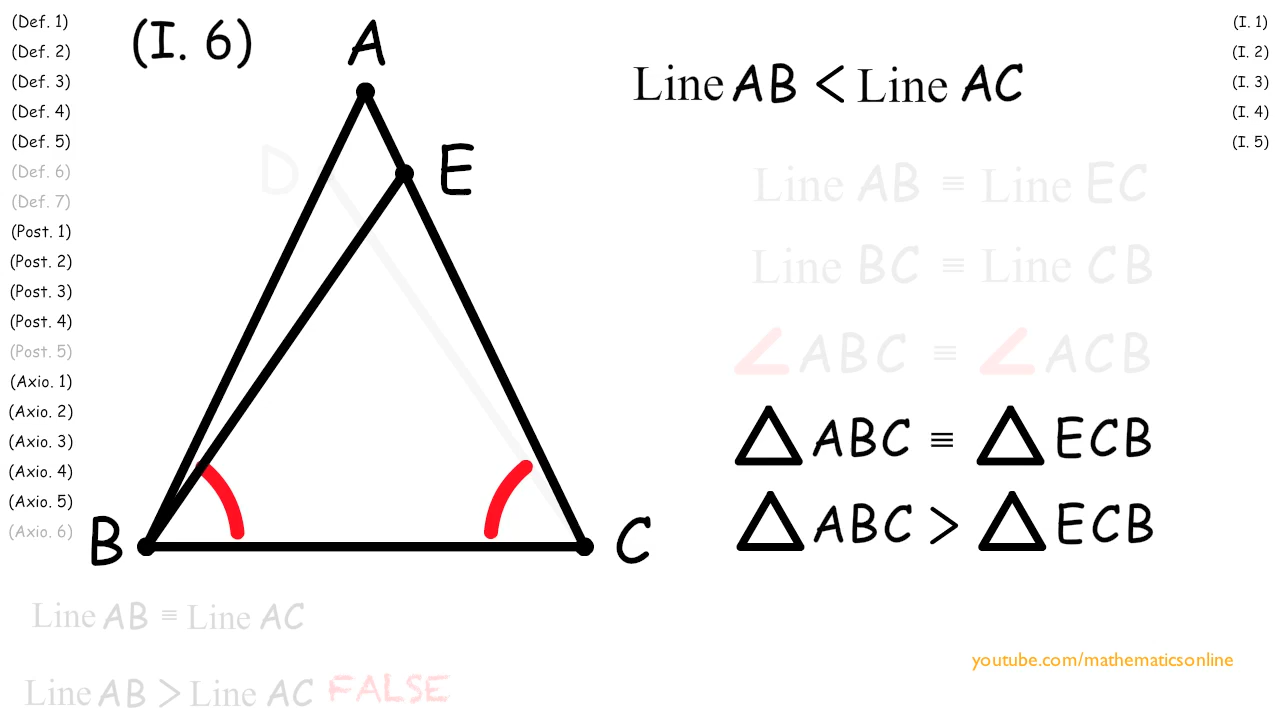 (Def. 1)
(Def. 2)
(Def. 3)
(Def. 4)
(Def. 5)
(Def. 6)
(Def. 7)
(Post. 1)
(Post. 2)
(Post. 3)
(Post. 4)
(Post. 5)
(Axio. 1)
(Axio. 2)
(Axio. 3)
(Axio. 4)
(Axio. 5)
(Axio. 6)
(I. 6)
A
D
E
B
C
Line AB < Line AC
Line AB ≡ Line EC
Line BC ≡ Line CB
∠ABC ≡ ∠ACB
△ABC ≡ △ECB
△ABC > △ECB
(I. 1)
(I. 2)
(I. 3)
(I. 4)
(I. 5)
Line AB ≡ Line AC
Line AB > Line AC FALSE
youtube.com/mathematicsonline